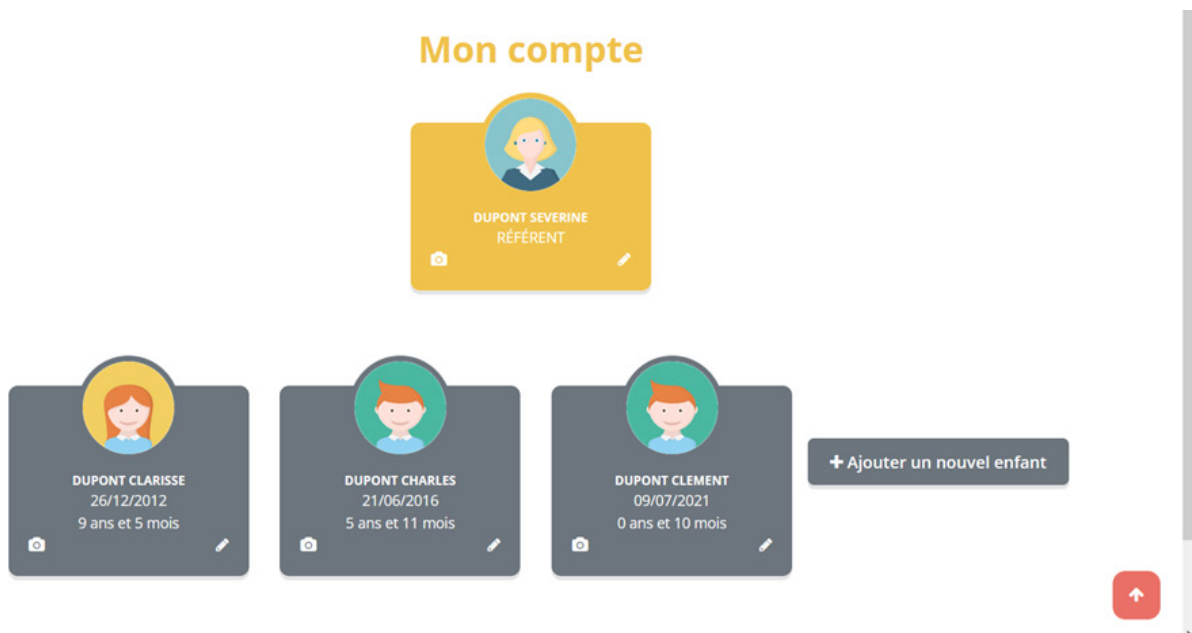 Mon compte
DUPONT SEVERINE
RÉFÉRENT
DUPONT CLARISSE
26/12/2012
9 ans et 5 mois
DUPONT CHARLES
21/06/2016
5 ans et 11 mois
DUPONT CLEMENT
09/07/2021
0 ans et 10 mois
+ Ajouter un nouvel enfant